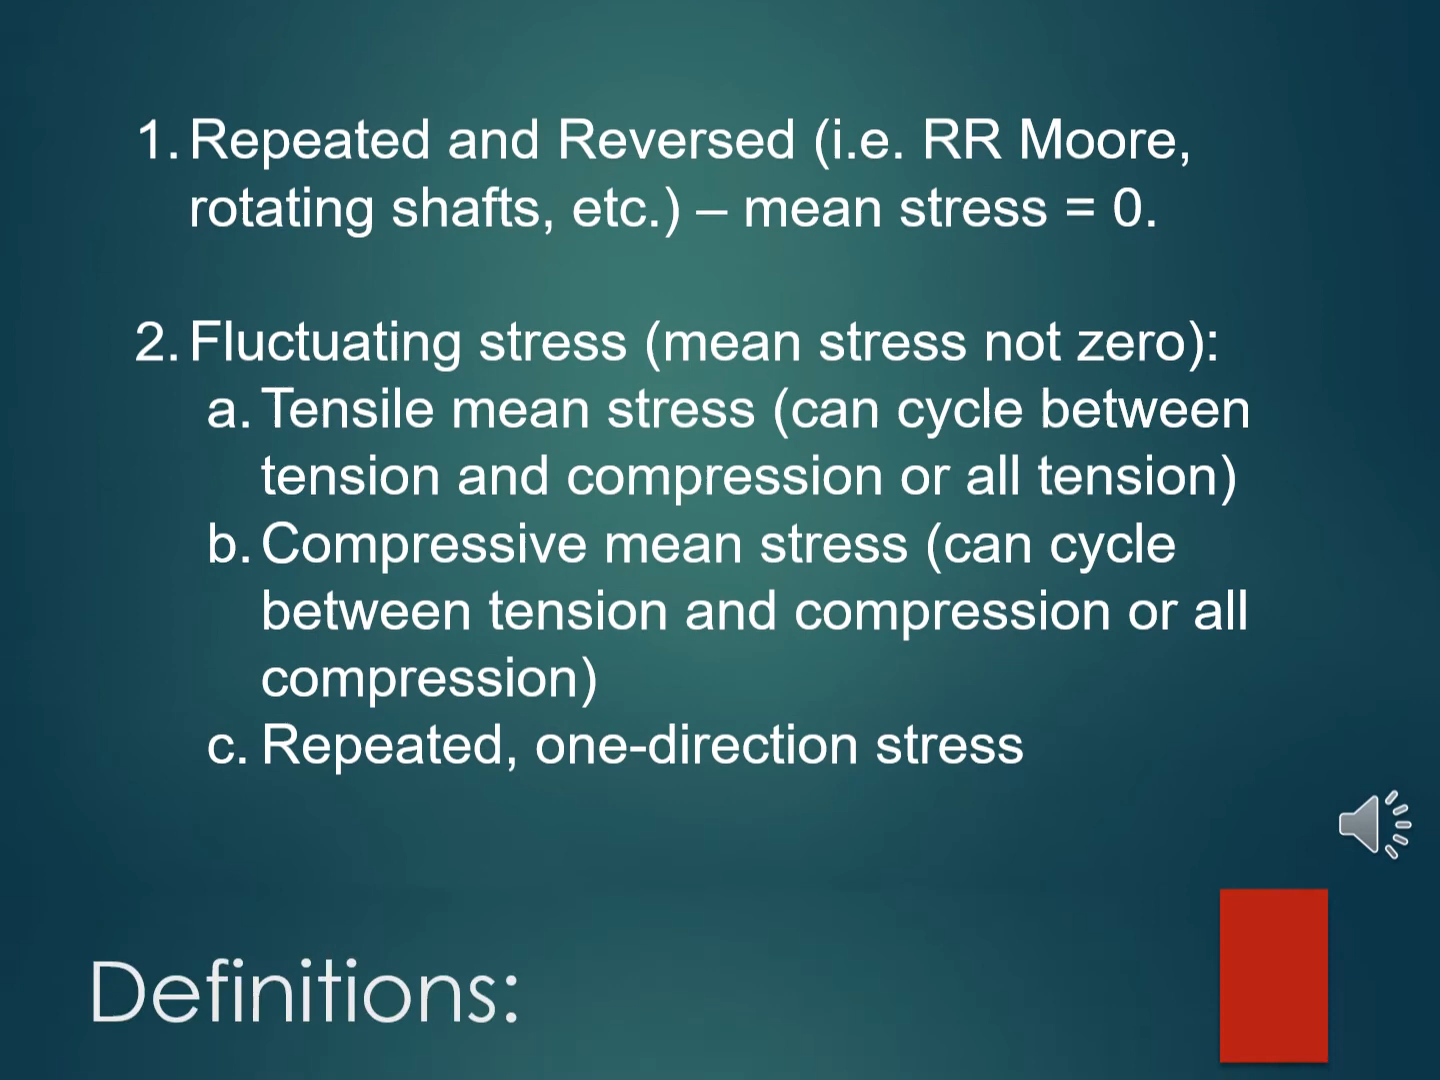 1. Repeated and Reversed (i.e. RR Moore,
rotating shafts, etc.) – mean stress = 0.
2. Fluctuating stress (mean stress not zero):
a. Tensile mean stress (can cycle between
tension and compression or all tension)
b. Compressive mean stress (can cycle
between tension and compression or all
compression)
c. Repeated, one-direction stress
Definitions: